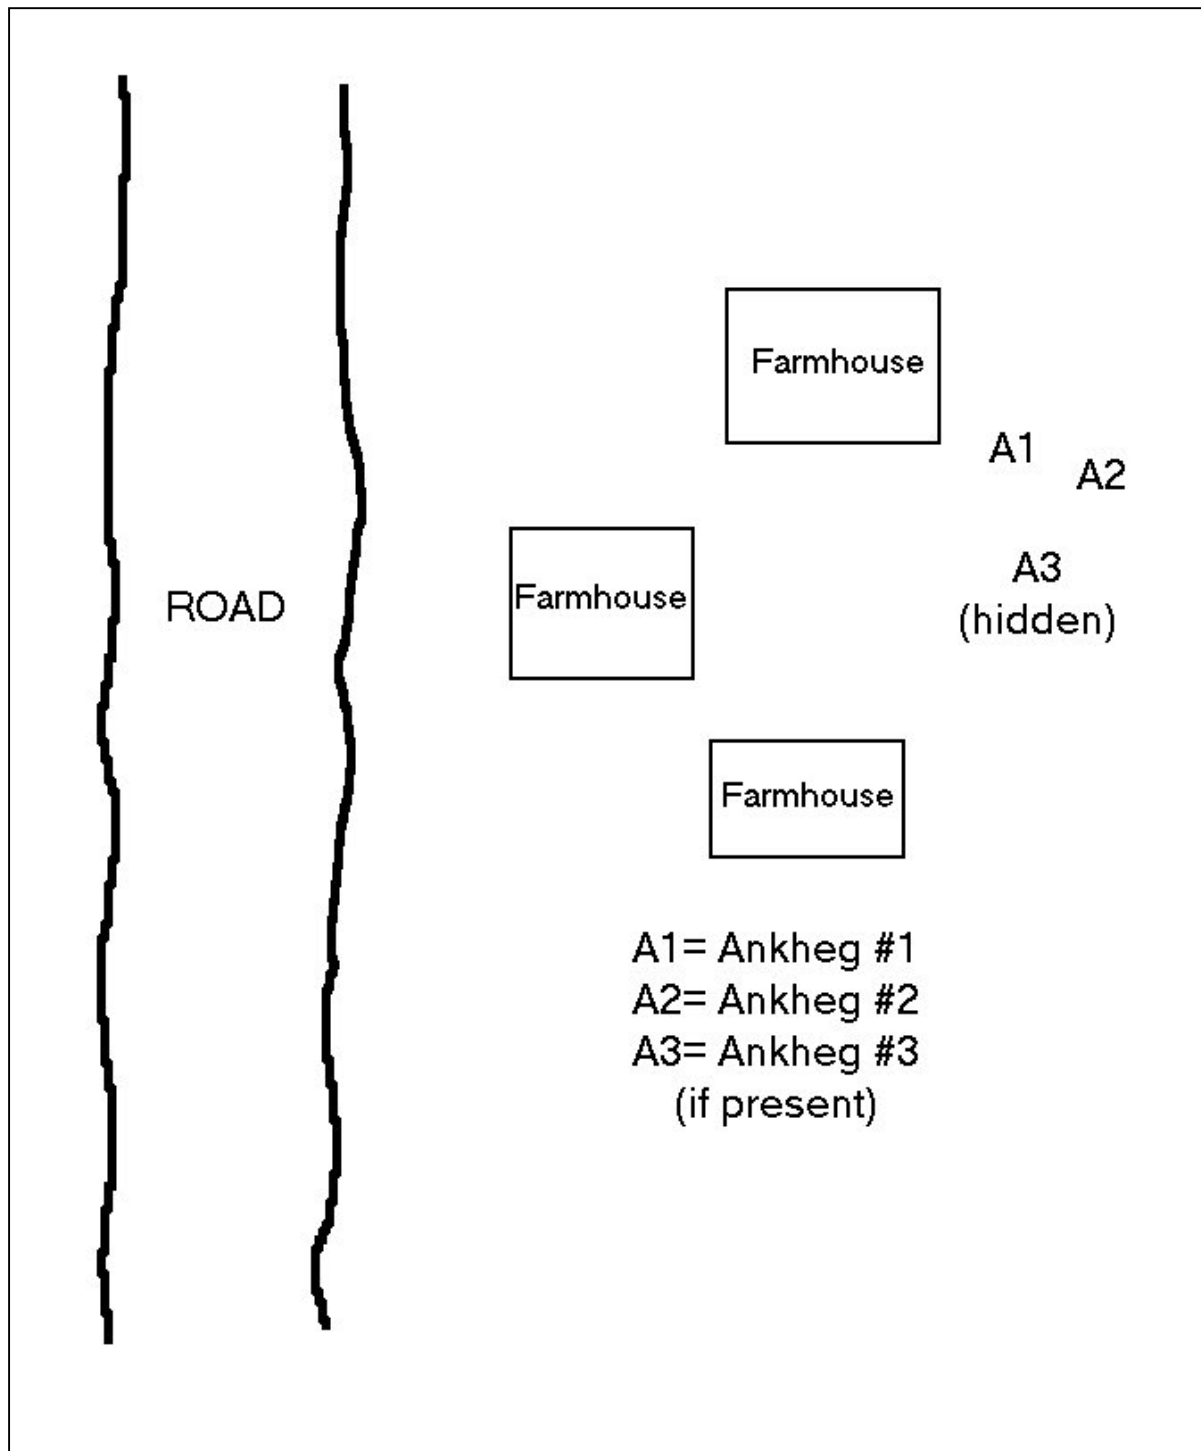 Farmhouse
A1
A2
A3
(hidden)
Farmhouse
ROAD
Farmhouse
A1= Ankheg #1
A2= Ankheg #2
A3= Ankheg #3
(if present)